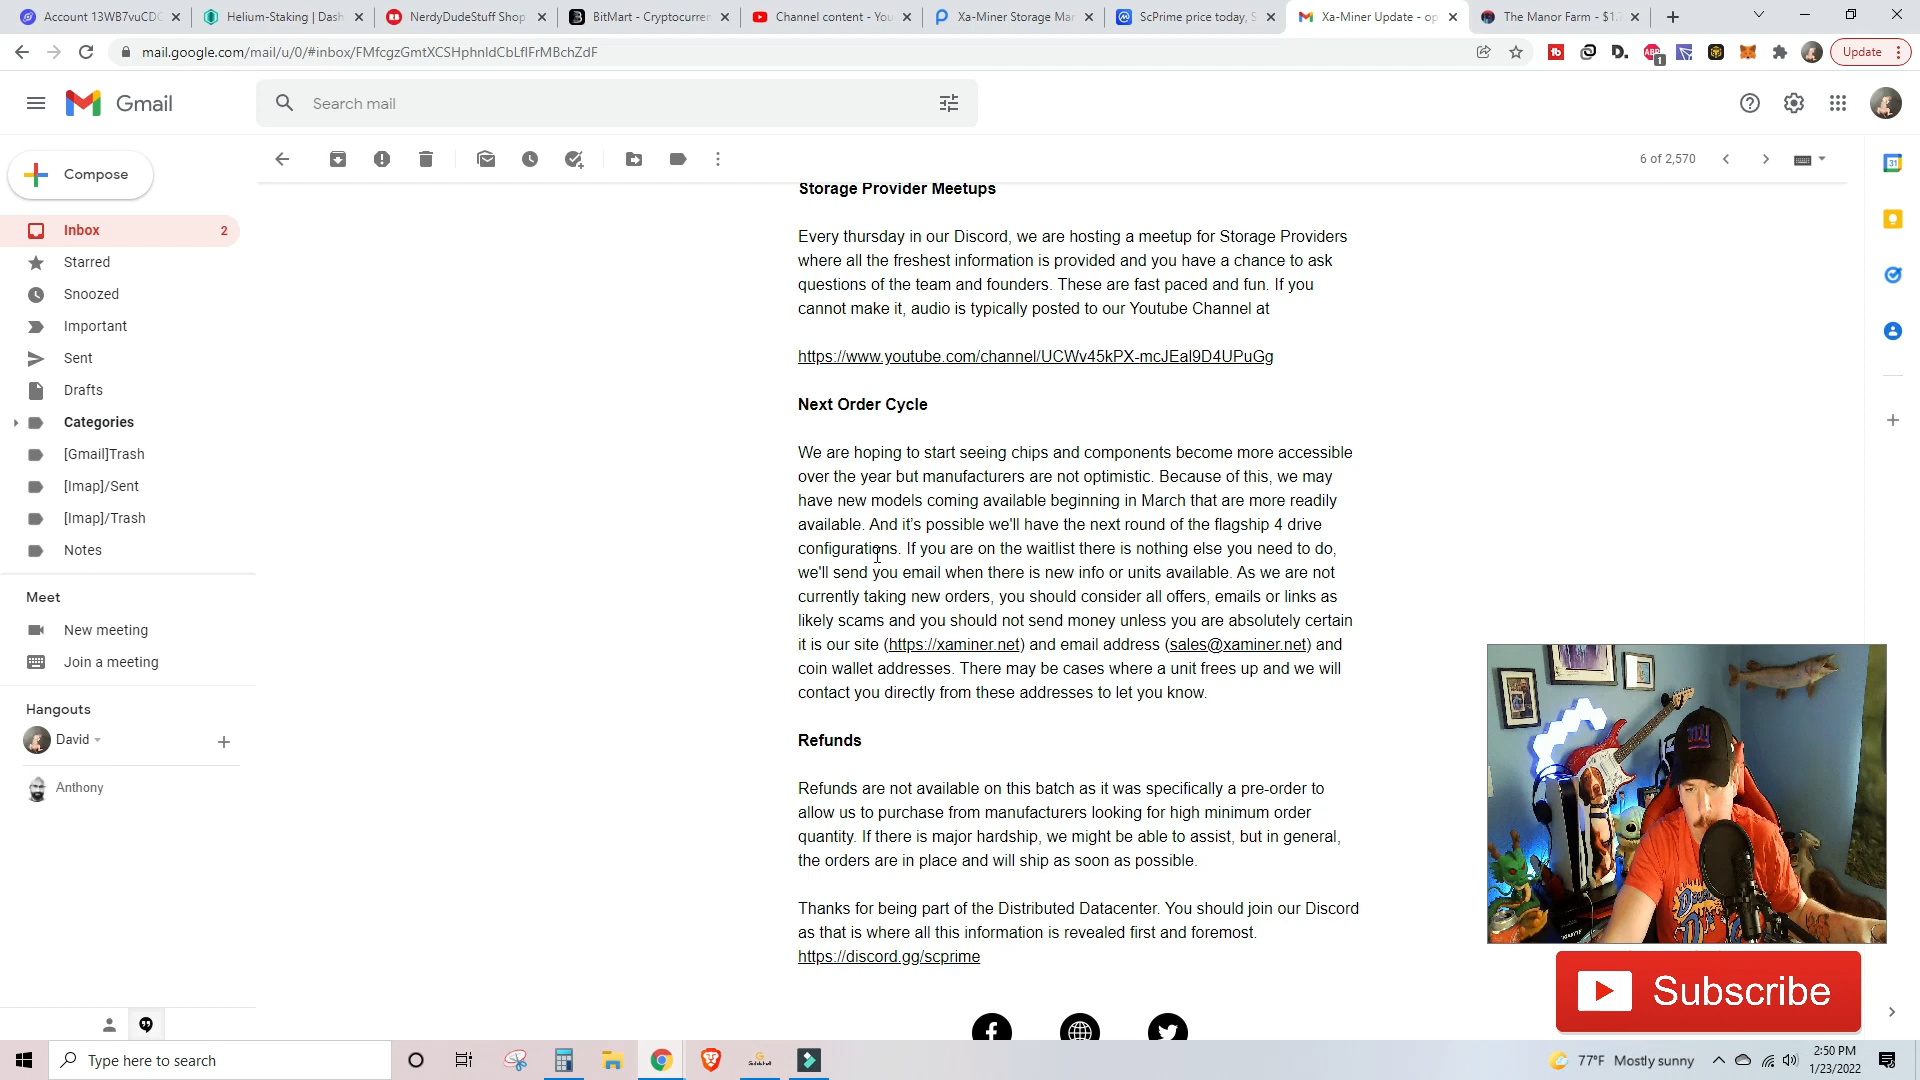 Account 13WB7vuCDC
Helium-Staking | Dash
NerdyDudeStuff Shop
BitMart - Cryptocurren
Channel content - You
Xa-Miner Storage Mar
ScPrime price today, S
Xa-Miner Update - op
The Manor Farm - $1.
mail.google.com/mail/u/0/#inbox/FMfcgzGmtXCSHphnldCbLflFrMBchZdF
Update
Gmail
Search mail
Compose
6 of 2,570
Inbox 2
Starred
Snoozed
Important
Sent
Drafts
Categories
[Gmail]Trash
[Imap]/Sent
[Imap]/Trash
Notes
Meet
New meeting
Join a meeting
Hangouts
David
Anthony
Storage Provider Meetups
Every thursday in our Discord, we are hosting a meetup for Storage Providers
where all the freshest information is provided and you have a chance to ask
questions of the team and founders. These are fast paced and fun. If you
cannot make it, audio is typically posted to our Youtube Channel at
https://www.youtube.com/channel/UCWv45kPX-mcJEal9D4UPuGg
Next Order Cycle
We are hoping to start seeing chips and components become more accessible
over the year but manufacturers are not optimistic. Because of this, we may
have new models coming available beginning in March that are more readily
available. And it's possible we'll have the next round of the flagship 4 drive
configurations. If you are on the waitlist there is nothing else you need to do,
we'll send you email when there is new info or units available. As we are not
currently taking new orders, you should consider all offers, emails or links as
likely scams and you should not send money unless you are absolutely certain
it is our site (https://xaminer.net) and email address (sales@xaminer.net) and
coin wallet addresses. There may be cases where a unit frees up and we will
contact you directly from these addresses to let you know.
Refunds
Refunds are not available on this batch as it was specifically a pre-order to
allow us to purchase from manufacturers looking for high minimum order
quantity. If there is major hardship, we might be able to assist, but in general,
the orders are in place and will ship as soon as possible.
Thanks for being part of the Distributed Datacenter. You should join our Discord
as that is where all this information is revealed first and foremost.
https://discord.gg/scprime
Subscribe
Type here to search
77°F Mostly sunny
2:50 PM
1/23/2022